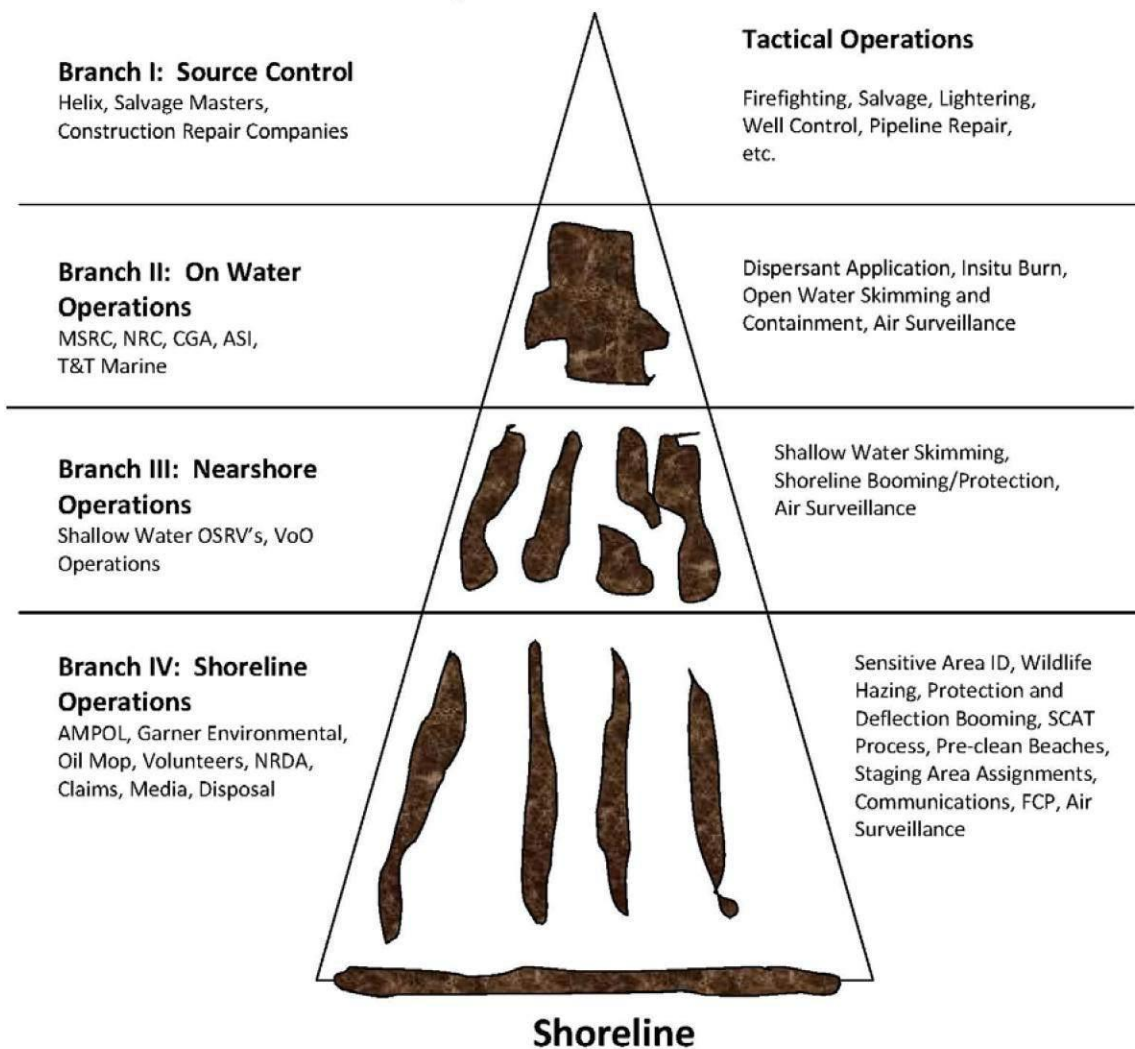 Branch I: Source Control
Helix, Salvage Masters,
Construction Repair Companies
Tactical Operations
Firefighting, Salvage, Lightering,
Well Control, Pipeline Repair,
etc.
Branch II: On Water
Operations
MSRC, NRC, CGA, ASI,
T&T Marine
Dispersant Application, Insitu Burn,
Open Water Skimming and
Containment, Air Surveillance
Branch III: Nearshore
Operations
Shallow Water OSRV's, VoO
Operations
Shallow Water Skimming,
Shoreline Booming/Protection,
Air Surveillance
Branch IV: Shoreline
Operations
AMPOL, Garner Environmental,
Oil Mop, Volunteers, NRDA,
Claims, Media, Disposal
Sensitive Area ID, Wildlife
Hazing, Protection and
Deflection Booming, SCAT
Process, Pre-clean Beaches,
Staging Area Assignments,
Communications, FCP, Air
Surveillance
Shoreline